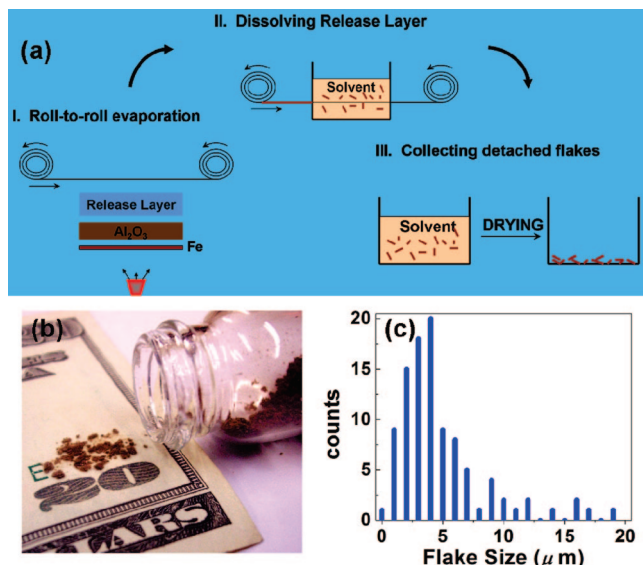 (a)
II. Dissolving Release Layer
Solvent
I. Roll-to-roll evaporation
Release Layer
Al₂O₃
Fe
III. Collecting detached flakes
Solvent
DRYING
(b)
E
20
LARS
(c)
counts
20
15
10
5
0
0 5 10 15 20
Flake Size (μ m)